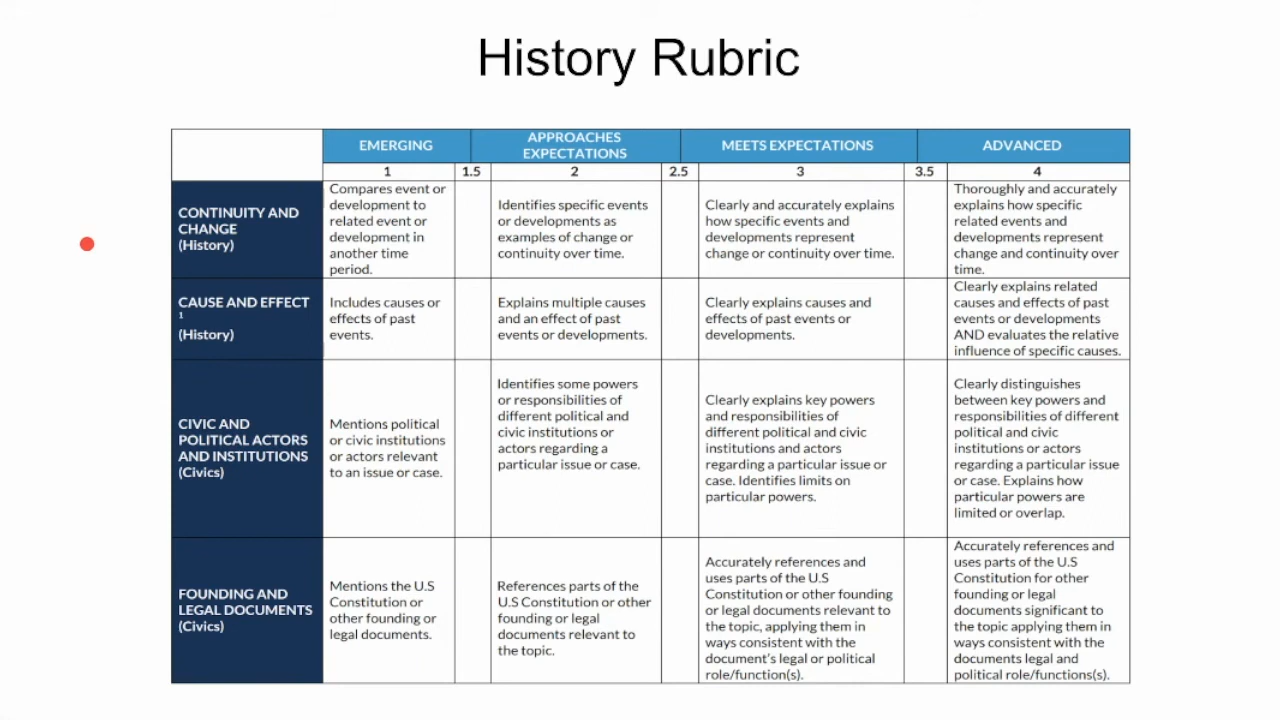 History Rubric
EMERGING
APPROACHES
EXPECTATIONS
MEETS EXPECTATIONS
ADVANCED
1
1.5
2
2.5
3
3.5
4
CONTINUITY AND
CHANGE
(History)
Compares event or
development to
related event or
development in
another time
period.
Identifies specific events
or developments as
examples of change or
continuity over time.
Clearly and accurately explains
how specific events and
developments represent
change or continuity over time.
Thoroughly and accurately
explains how specific
related events and
developments represent
change and continuity over
time.
CAUSE AND EFFECT
1
(History)
Includes causes or
effects of past
events.
Explains multiple causes
and an effect of past
events or developments.
Clearly explains causes and
effects of past events or
developments.
Clearly explains related
causes and effects of past
events or developments
AND evaluates the relative
influence of specific causes.
CIVIC AND
POLITICAL ACTORS
AND INSTITUTIONS
(Civics)
Mentions political
or civic institutions
or actors relevant
to an issue or case.
Identifies some powers
or responsibilities of
different political and
civic institutions or
actors regarding a
particular issue or case.
Clearly explains key powers
and responsibilities of
different political and civic
institutions and actors
regarding a particular issue or
case. Identifies limits on
particular powers.
Clearly distinguishes
between key powers and
responsibilities of different
political and civic
institutions or actors
regarding a particular issue
or case. Explains how
particular powers are
limited or overlap.
FOUNDING AND
LEGAL DOCUMENTS
(Civics)
Mentions the U.S
Constitution or
other founding or
legal documents.
References parts of the
U.S Constitution or other
founding or legal
documents relevant to
the topic.
Accurately references and
uses parts of the U.S
Constitution or other founding
or legal documents relevant to
the topic, applying them in
ways consistent with the
document's legal or political
role/function(s).
Accurately references and
uses parts of the U.S
Constitution for other
founding or legal
documents significant to
the topic applying them in
ways consistent with the
documents legal and
political role/functions(s).